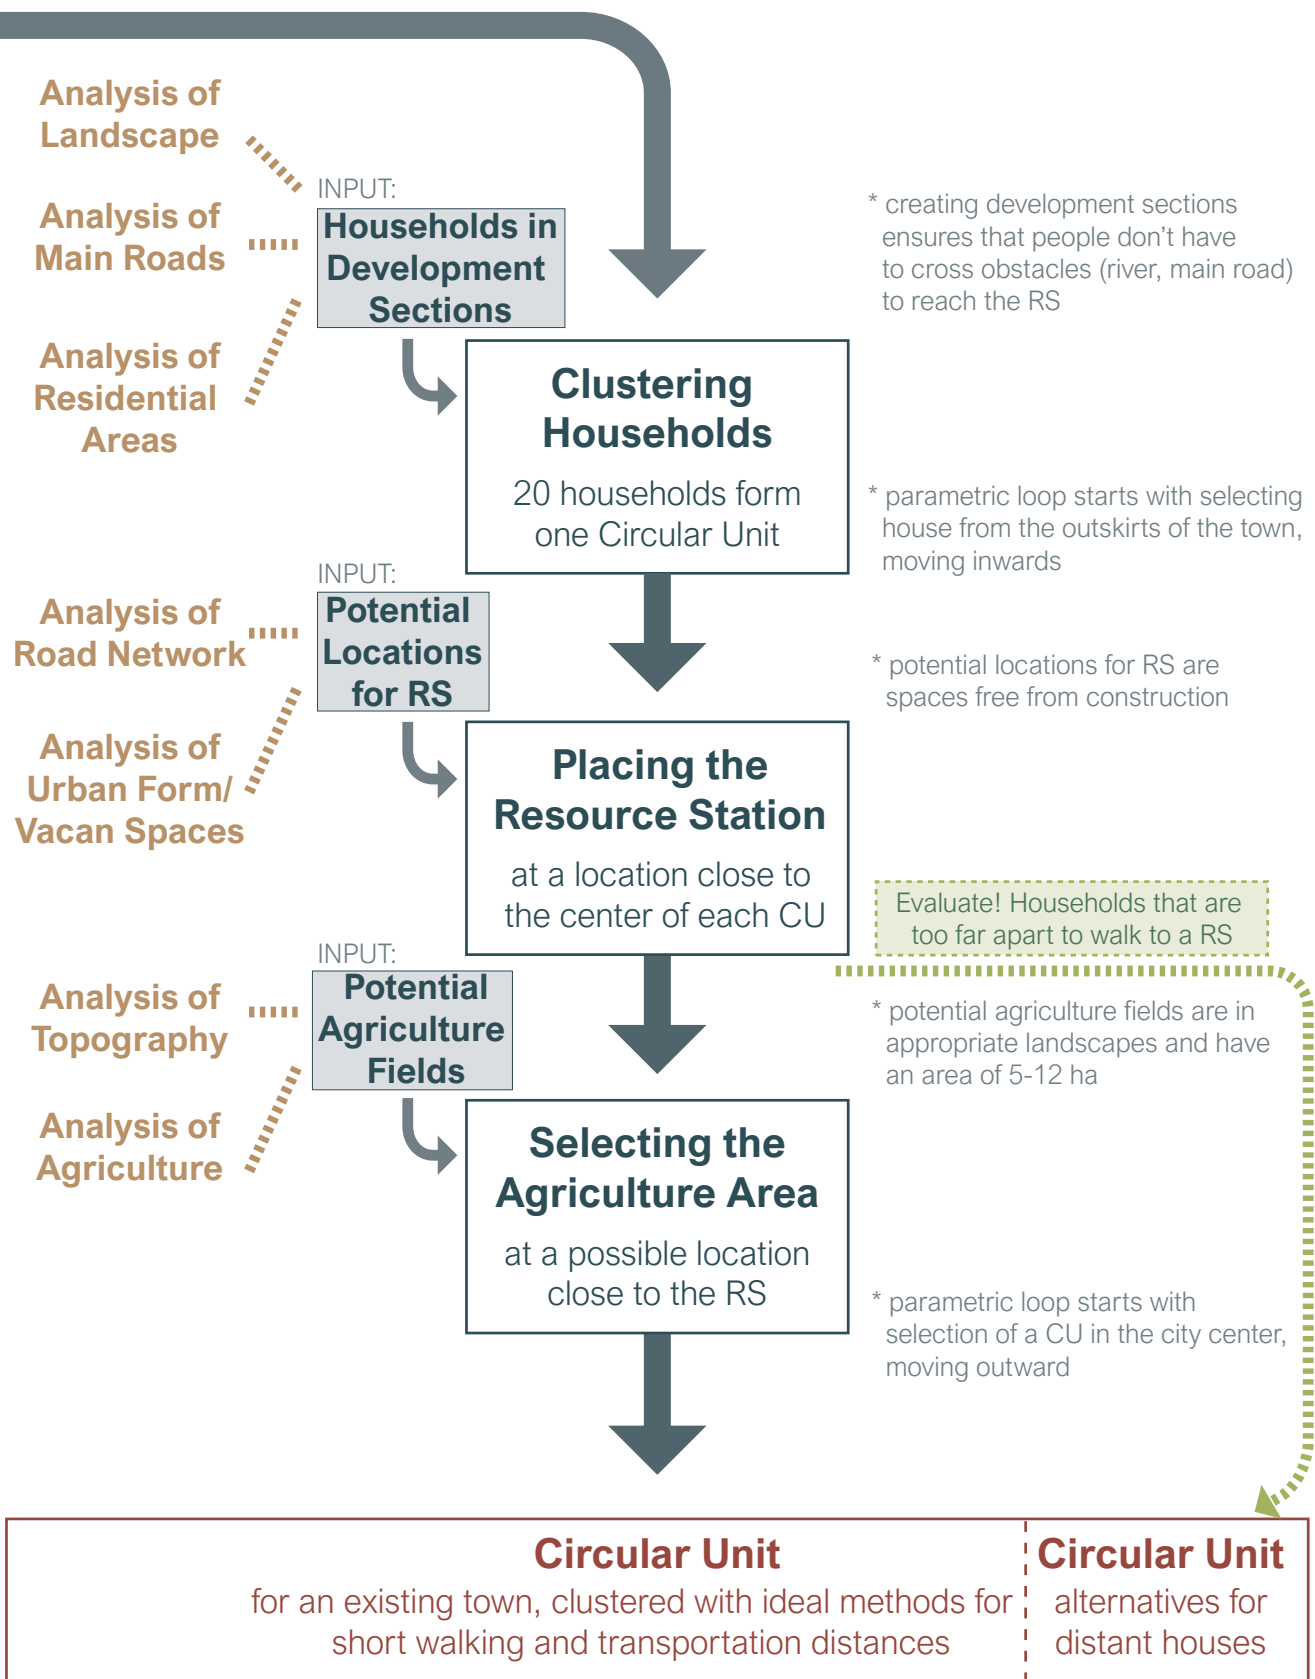 Analysis of
Landscape
Analysis of
Main Roads
Analysis of
Residential
Areas
INPUT:
Households in
Development
Sections
* creating development sections
ensures that people don’t have
to cross obstacles (river, main road)
to reach the RS
Clustering
Households
20 households form
one Circular Unit
* parametric loop starts with selecting
house from the outskirts of the town,
moving inwards
Analysis of
Road Network
Analysis of
Urban Form/
Vacan Spaces
INPUT:
Potential
Locations
for RS
* potential locations for RS are
spaces free from construction
Placing the
Resource Station
at a location close to
the center of each CU
Evaluate! Households that are
too far apart to walk to a RS
Analysis of
Topography
Analysis of
Agriculture
INPUT:
Potential
Agriculture
Fields
* potential agriculture fields are in
appropriate landscapes and have
an area of 5-12 ha
Selecting the
Agriculture Area
at a possible location
close to the RS
* parametric loop starts with
selection of a CU in the city center,
moving outward
Circular Unit
for an existing town, clustered with ideal methods for
short walking and transportation distances
Circular Unit
alternatives for
distant houses